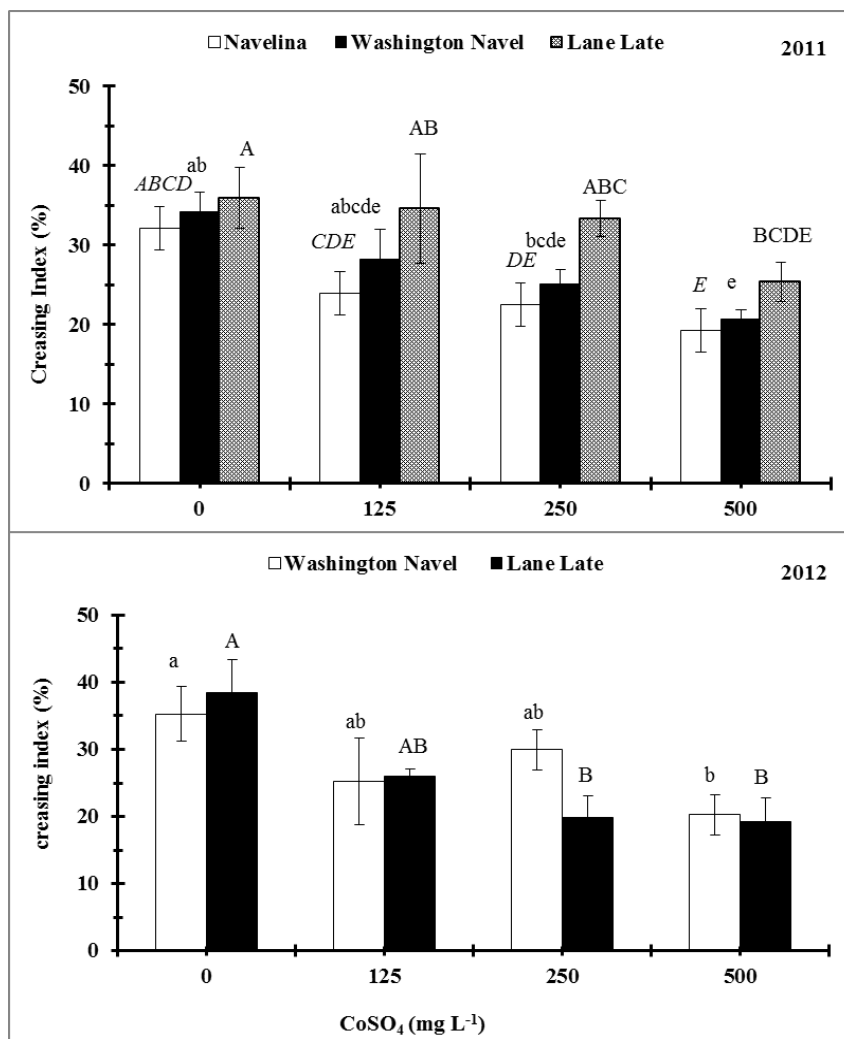 Navelina Washington Navel Lane Late 2011
50
40
30
20
10
0
Creasing Index (%)
ABCD ab A
CDE abcde AB
DE bcde ABC
E e BCDE
0 125 250 500
Washington Navel Lane Late 2012
50
40
30
20
10
0
creasing index (%)
a A
ab AB
ab B
b B
0 125 250 500
CoSO₄ (mg L⁻¹)